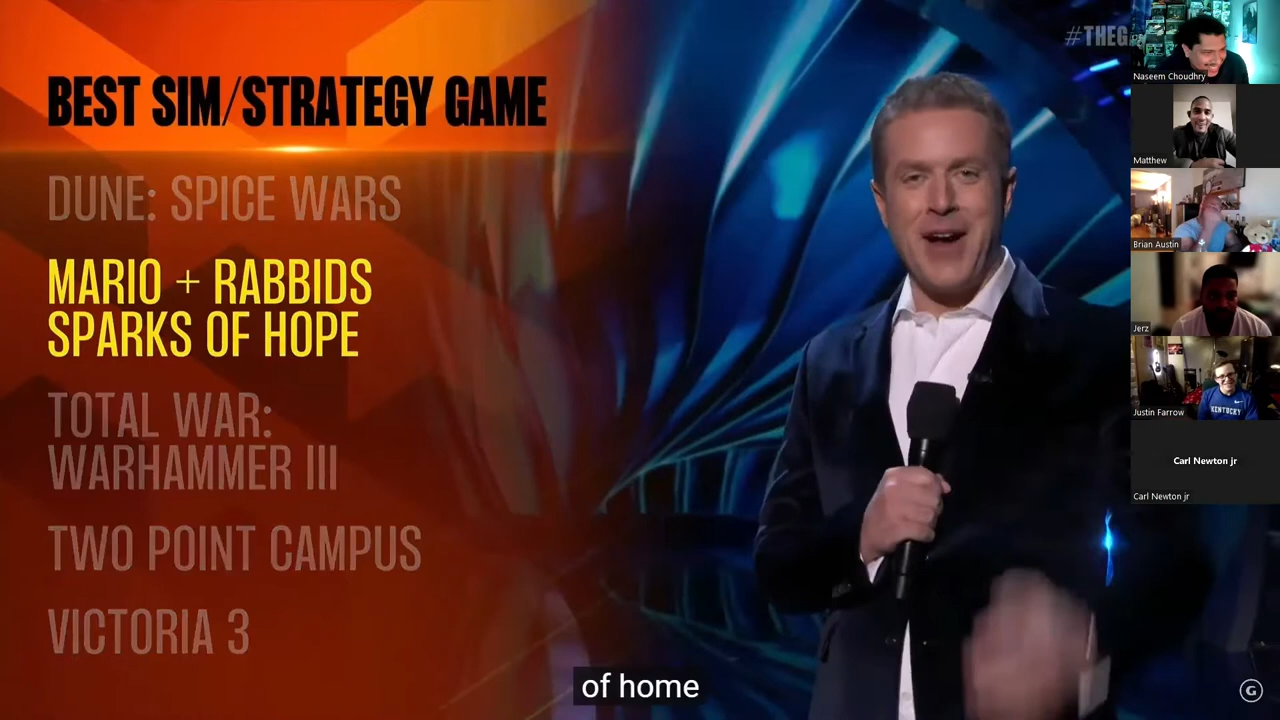 #THEG
BEST SIM/STRATEGY GAME
DUNE: SPICE WARS
MARIO + RABBIDS
SPARKS OF HOPE
TOTAL WAR:
WARHAMMER III
TWO POINT CAMPUS
VICTORIA 3
of home
Naseem Choudhry
Matthew
Brian Austin
Jerz
Justin Farrow
KENTUCKY
Carl Newton jr
Carl Newton jr
G